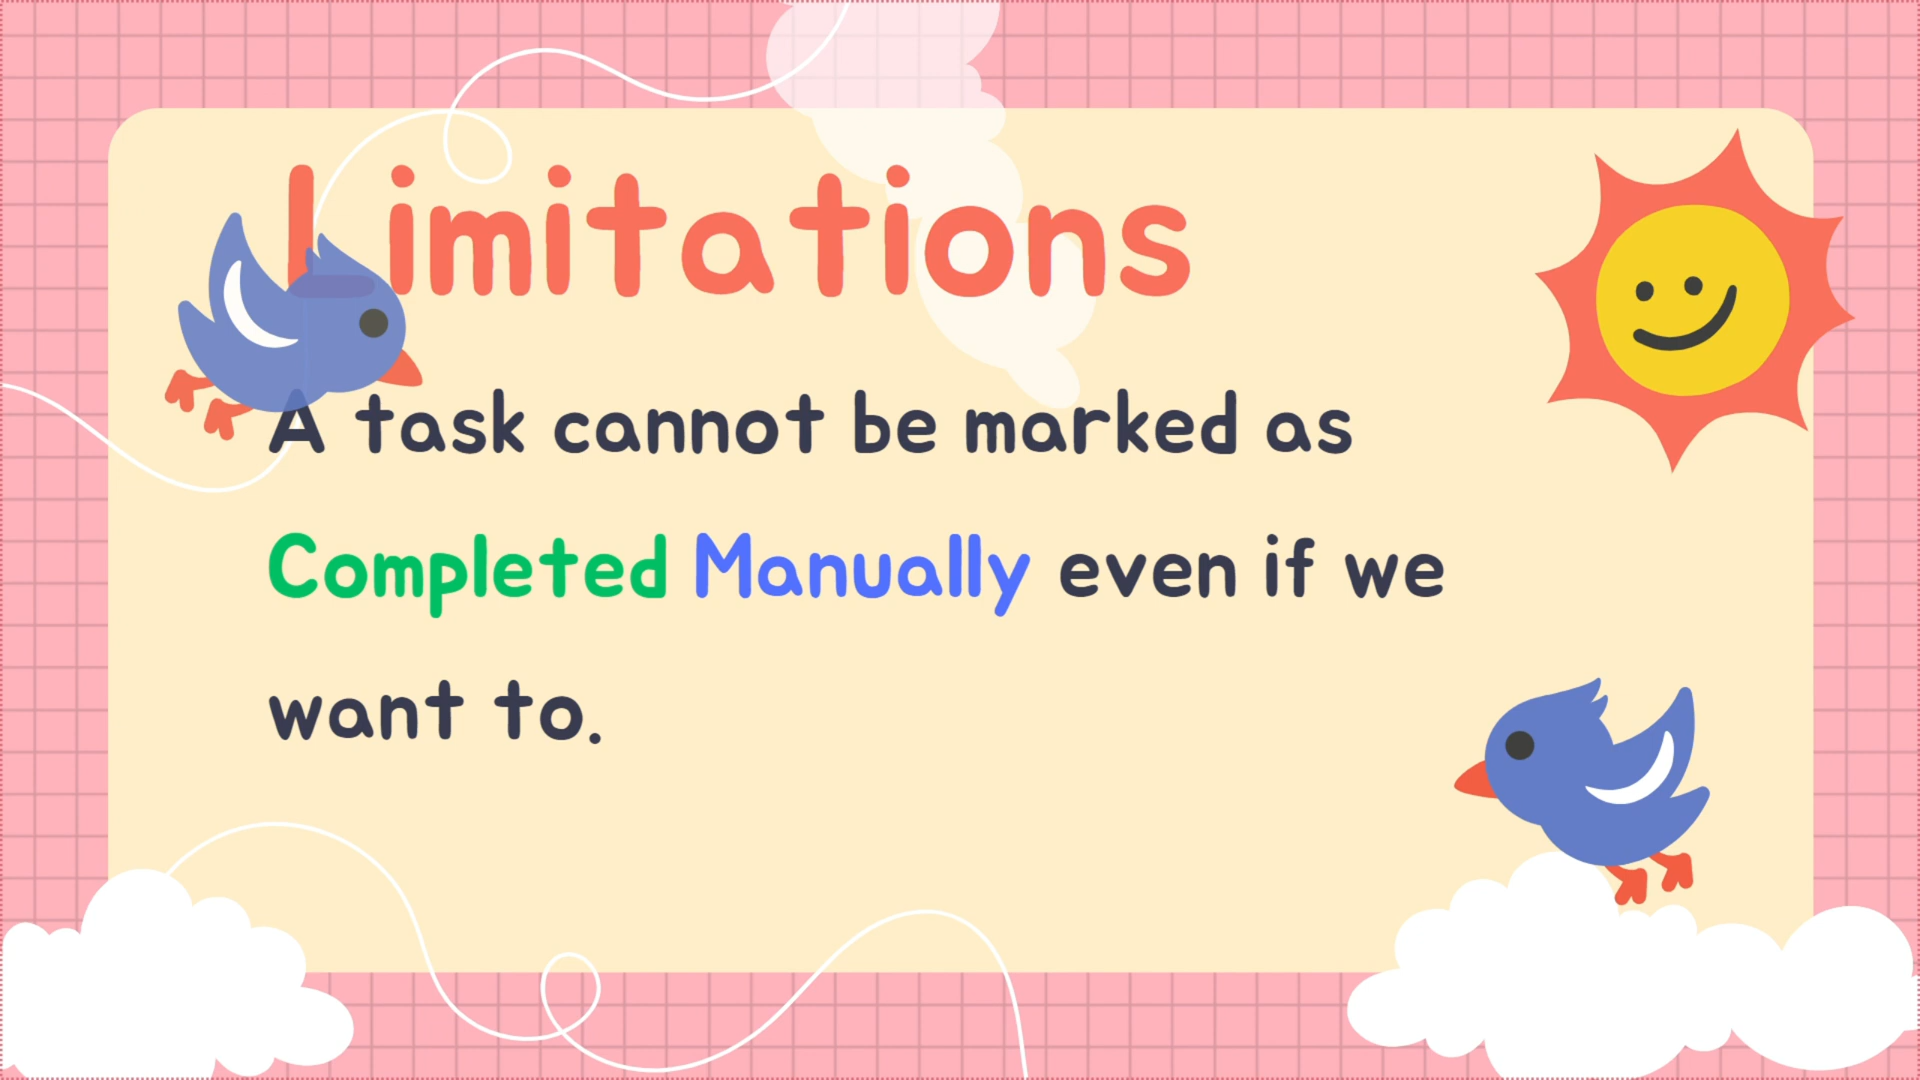 Limitations
A task cannot be marked as
Completed Manually even if we
want to.